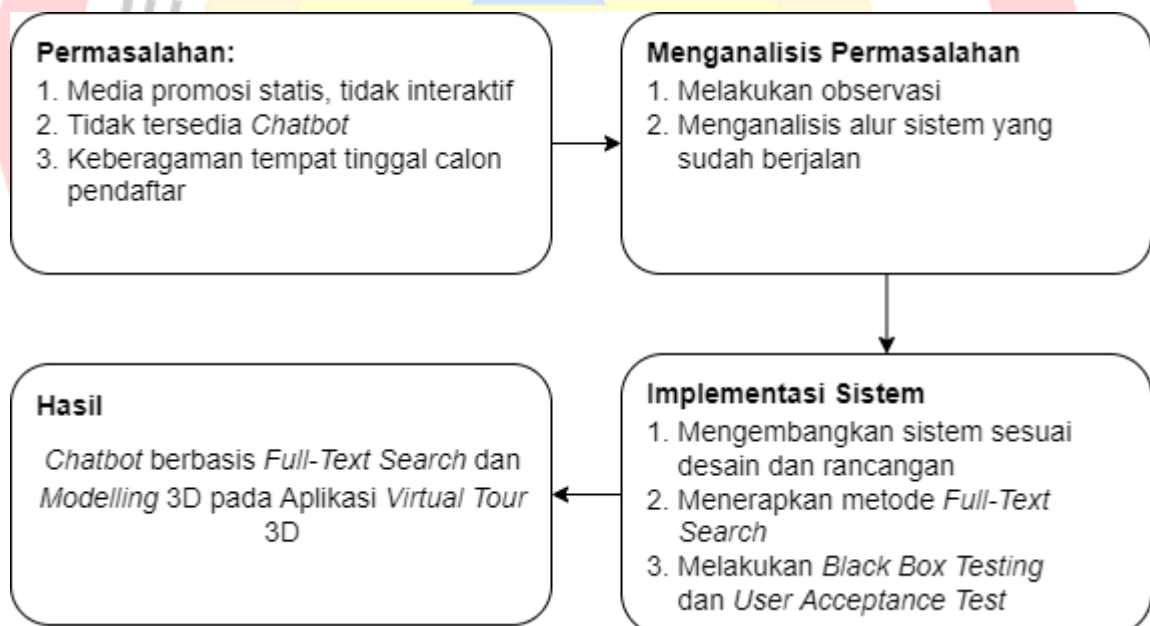 Permasalahan:
1. Media promosi statis, tidak interaktif
2. Tidak tersedia Chatbot
3. Keberagaman tempat tinggal calon
pendaftar
Menganalisis Permasalahan
1. Melakukan observasi
2. Menganalisis alur sistem yang
sudah berjalan
Implementasi Sistem
1. Mengembangkan sistem sesuai
desain dan rancangan
2. Menerapkan metode Full-Text
Search
3. Melakukan Black Box Testing
dan User Acceptance Test
Hasil
Chatbot berbasis Full-Text Search dan
Modelling 3D pada Aplikasi Virtual Tour
3D